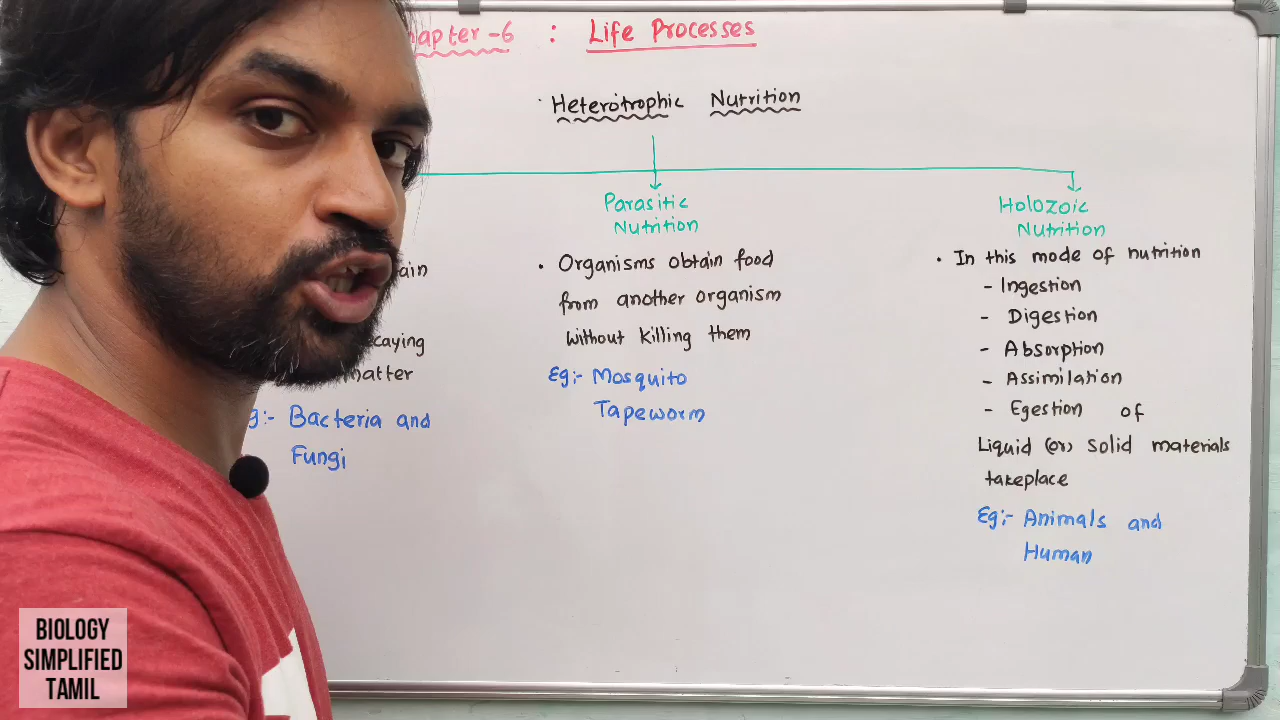 apter-6 : Life Processes
Heterotrophic Nutrition
Parasitic
Nutrition
Holozoic
Nutrition
ain
caying
matter
g:- Bacteria and
Fungi
• Organisms obtain food
from another organism
without killing them
Eg:- Mosquito
Tapeworm
• In this mode of nutrition
- Ingestion
- Digestion
- Absorption
- Assimilation
- Egestion of
Liquid (or) solid materials
takeplace
Eg:- Animals and
Human
BIOLOGY
SIMPLIFIED
TAMIL